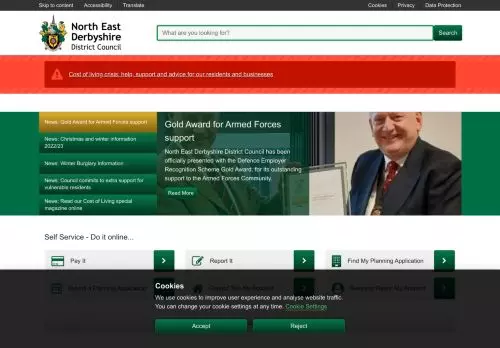 Skip to content Accessibility Translate Cookies Privacy Data Protection
North East
Derbyshire
District Council
What are you looking for? Search
Cost of living crisis: help, support and advice for our residents and businesses
News: Gold Award for Armed Forces support
News: Christmas and winter information
2022/23
News: Winter Burglary Information
News: Council commits to extra support for
vulnerable residents
News: Read our Cost of Living special
magazine online
Gold Award for Armed Forces
support
North East Derbyshire District Council has been
officially presented with the Defence Employer
Recognition Scheme Gold Award, for its outstanding
support to the Armed Forces Community.
Read More
Self Service - Do it online...
Pay It
Report It
Find My Planning Application
Cookies
We use cookies to improve user experience and analyse website traffic.
You can change your cookie settings at any time. Cookie Settings
Accept Reject